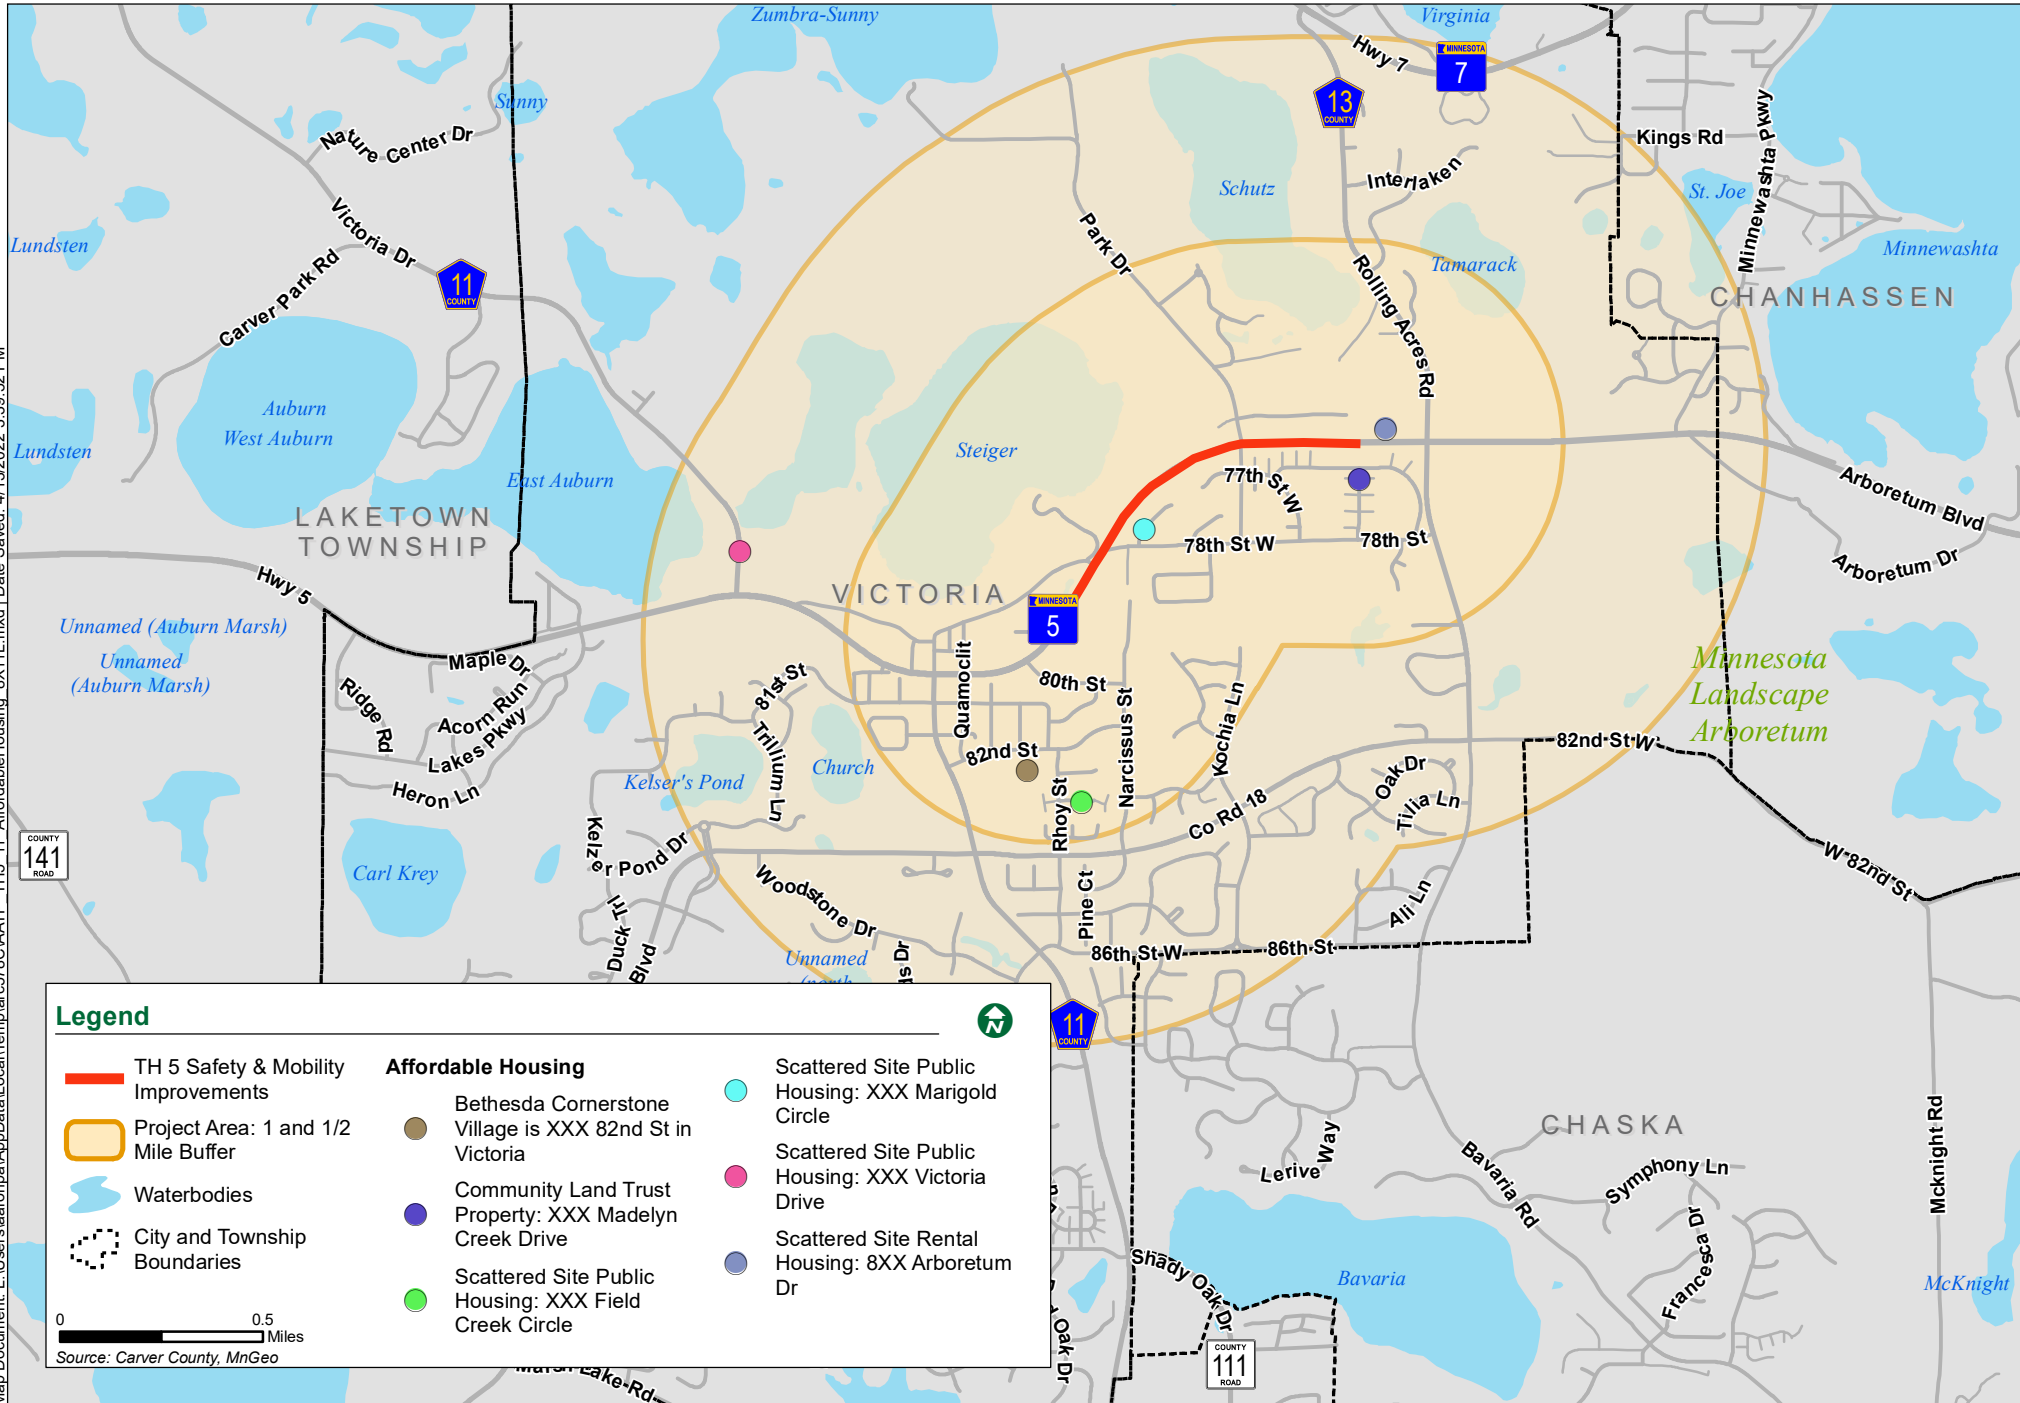 Zumbra-Sunny
Virginia
Hwy 7
MINNESOTA
7
13
COUNTY
Sunny
Nature Center Dr
Kings Rd
Minnewashta Pkwy
Interlaken
Schutz
St. Joe
Victoria Dr
Lundsten
Park Dr
Minnewashta
Tamarack
Rolling Acres Rd
Carver Park Rd
11
COUNTY
CHANHASSEN
Auburn
West Auburn
Lundsten
Steiger
East Auburn
77th St W
Arboretum Blvd
LAKETOWN
TOWNSHIP
78th St W
78th St
Arboretum Dr
Hwy 5
VICTORIA
MINNESOTA
5
Unnamed (Auburn Marsh)
Unnamed
(Auburn Marsh)
Maple Dr
Minnesota
Landscape
Arboretum
Quamoclit
80th St
81st St
Ridge Rd
Acorn Run
Lakes Pkwy
Narcissus St
Kochia Ln
Trillium Ln
82nd St
82nd St W
Church
Kelser's Pond
Heron Ln
Oak Dr
Tilia Ln
Rhoy St
Co Rd 18
Kelzer Pond Dr
COUNTY
141
ROAD
Carl Krey
W 82nd St
Woodstone Dr
Pine Ct
Ali Ln
Duck Trl
Blvd
ds Dr
86th St W
86th St
Unnamed
(north
11
COUNTY
Legend
N
TH 5 Safety & Mobility
Improvements
Project Area: 1 and 1/2
Mile Buffer
Waterbodies
City and Township
Boundaries
0
0.5
Miles
Source: Carver County, MnGeo
Affordable Housing
Bethesda Cornerstone
Village is XXX 82nd St in
Victoria
Community Land Trust
Property: XXX Madelyn
Creek Drive
Scattered Site Public
Housing: XXX Field
Creek Circle
Scattered Site Public
Housing: XXX Marigold
Circle
Scattered Site Public
Housing: XXX Victoria
Drive
Scattered Site Rental
Housing: 8XX Arboretum
Dr
CHASKA
Mcknight Rd
Lerive Way
Bavaria Rd
Symphony Ln
Francesca Dr
Shady Oak Dr
Bavaria
McKnight
Oak Dr
COUNTY
111
ROAD
Marsh Lake Rd